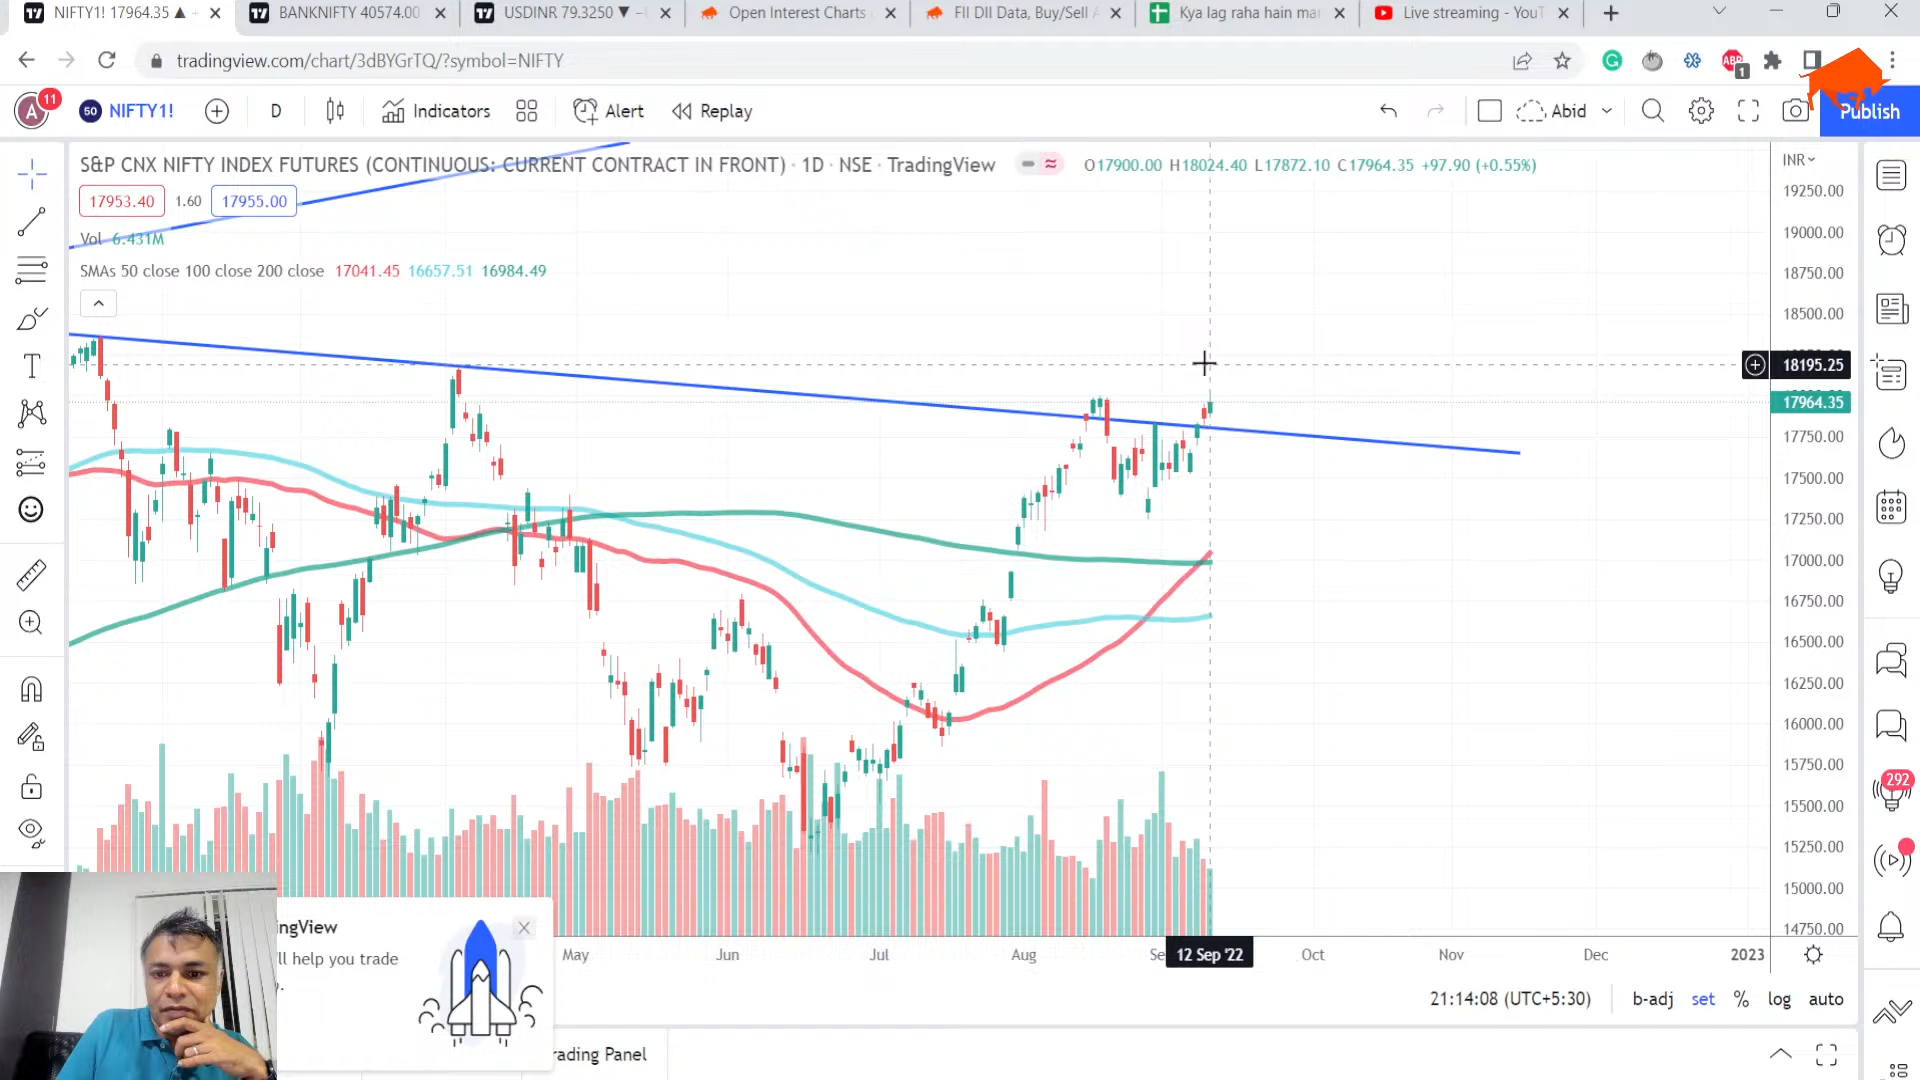 NIFTY1! 17964.35 ▲
BANKNIFTY 40574.00
USDINR 79.3250 ▼
Open Interest Charts
FII DII Data, Buy/Sell
Kya lag raha hain
Live streaming - YouT
tradingview.com/chart/3dBYGrTQ/?symbol=NIFTY
ABP
1
A
11
50
NIFTY1!
D
Indicators
Alert
Replay
Abid
Publish
S&P CNX NIFTY INDEX FUTURES (CONTINUOUS: CURRENT CONTRACT IN FRONT) · 1D · NSE · TradingView
O17900.00 H18024.40 L17872.10 C17964.35 +97.90 (+0.55%)
INR
17953.40
1.60
17955.00
Vol 6.431M
SMAs 50 close 100 close 200 close 17041.45 16657.51 16984.49
19250.00
19000.00
18750.00
18500.00
18195.25
17964.35
17750.00
17500.00
17250.00
17000.00
16750.00
16500.00
16250.00
16000.00
15750.00
15500.00
15250.00
15000.00
14750.00
292
ingView
ll help you trade
May
Jun
Jul
Aug
Se
12 Sep '22
Oct
Nov
Dec
2023
21:14:08 (UTC+5:30)
b-adj
set
%
log
auto
rading Panel